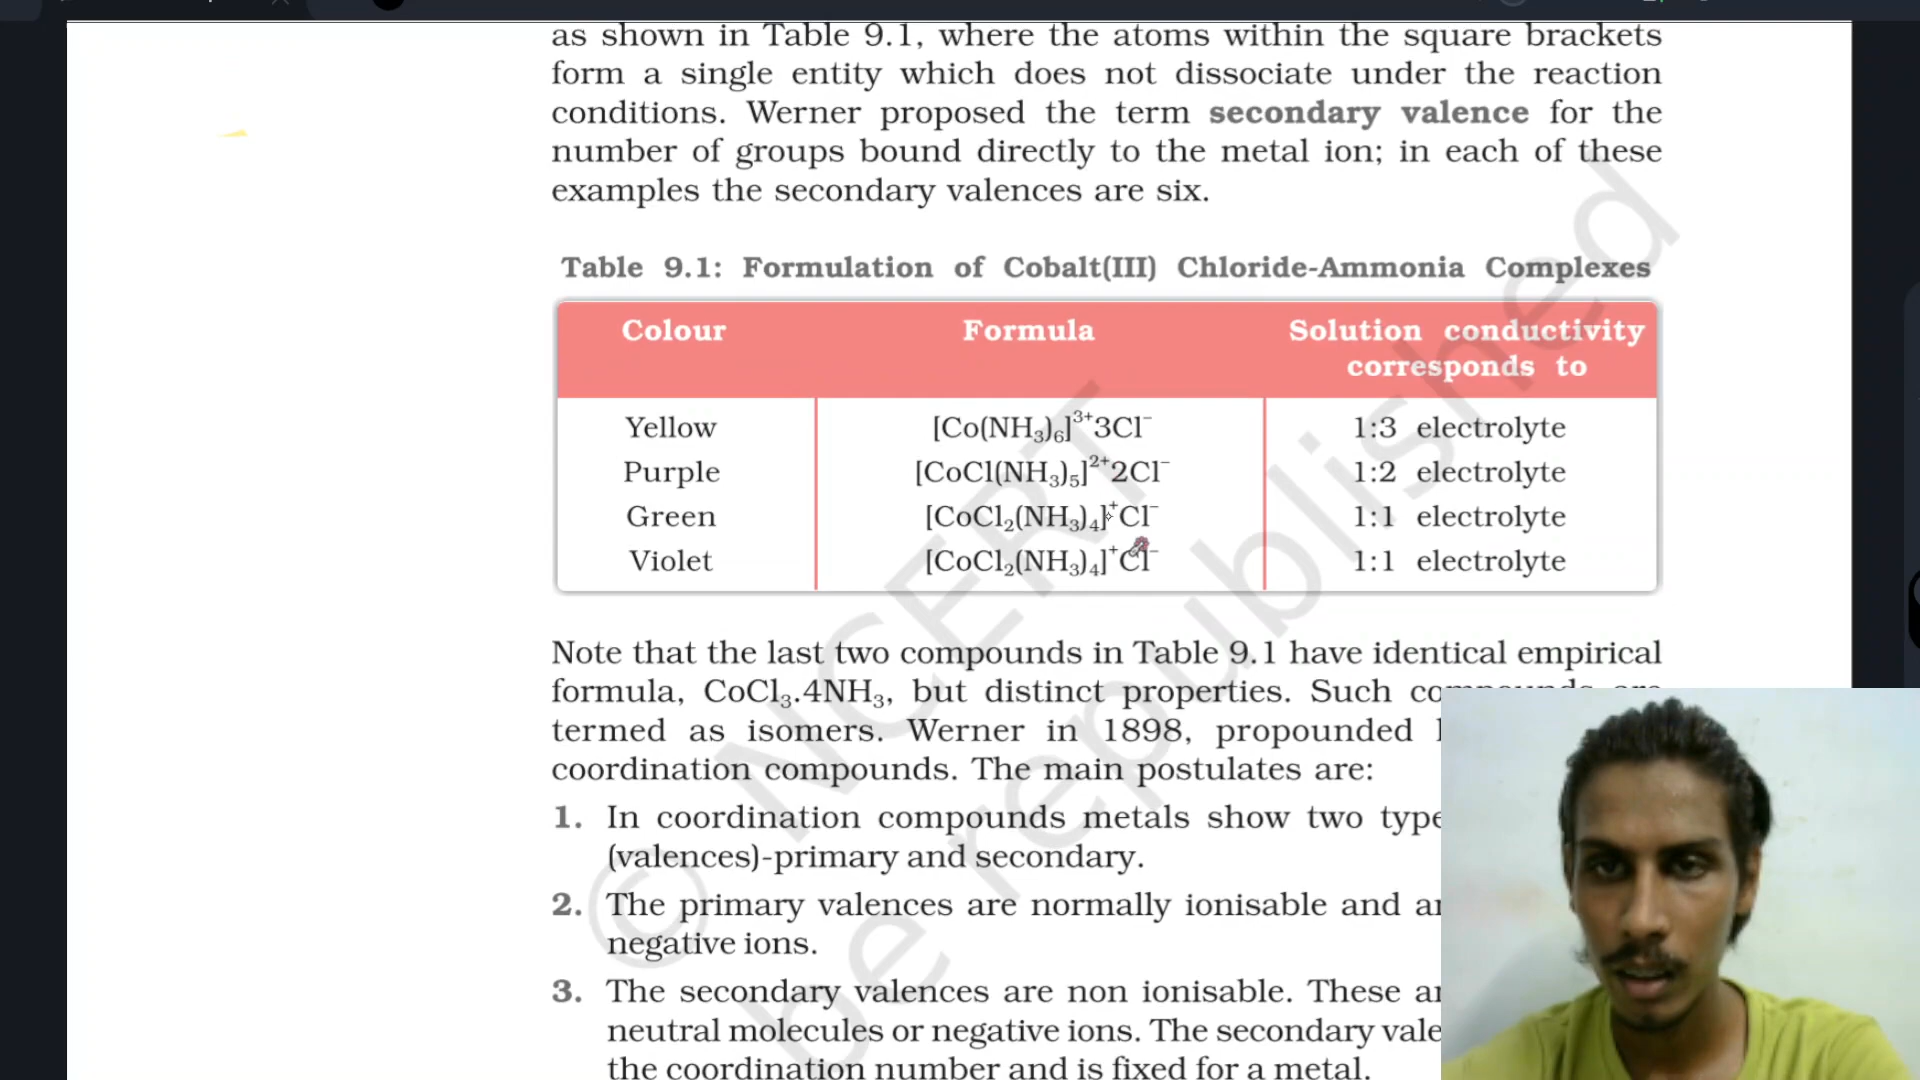 as shown in Table 9.1, where the atoms within the square brackets
form a single entity which does not dissociate under the reaction
conditions. Werner proposed the term secondary valence for the
number of groups bound directly to the metal ion; in each of these
examples the secondary valences are six.
Table 9.1: Formulation of Cobalt(III) Chloride-Ammonia Complexes
Colour Formula Solution conductivity
corresponds to
Yellow [Co(NH₃)₆]³⁺3Cl⁻ 1:3 electrolyte
Purple [CoCl(NH₃)₅]²⁺2Cl⁻ 1:2 electrolyte
Green [CoCl₂(NH₃)₄]⁺Cl⁻ 1:1 electrolyte
Violet [CoCl₂(NH₃)₄]⁺Cl⁻ 1:1 electrolyte
Note that the last two compounds in Table 9.1 have identical empirical
formula, CoCl₃.4NH₃, but distinct properties. Such
termed as isomers. Werner in 1898, propounded
coordination compounds. The main postulates are:
1. In coordination compounds metals show two
(valences)-primary and secondary.
2. The primary valences are normally ionisable and
negative ions.
3. The secondary valences are non ionisable. These
neutral molecules or negative ions. The secondary
the coordination number and is fixed for a metal.
© NCERT
be republished